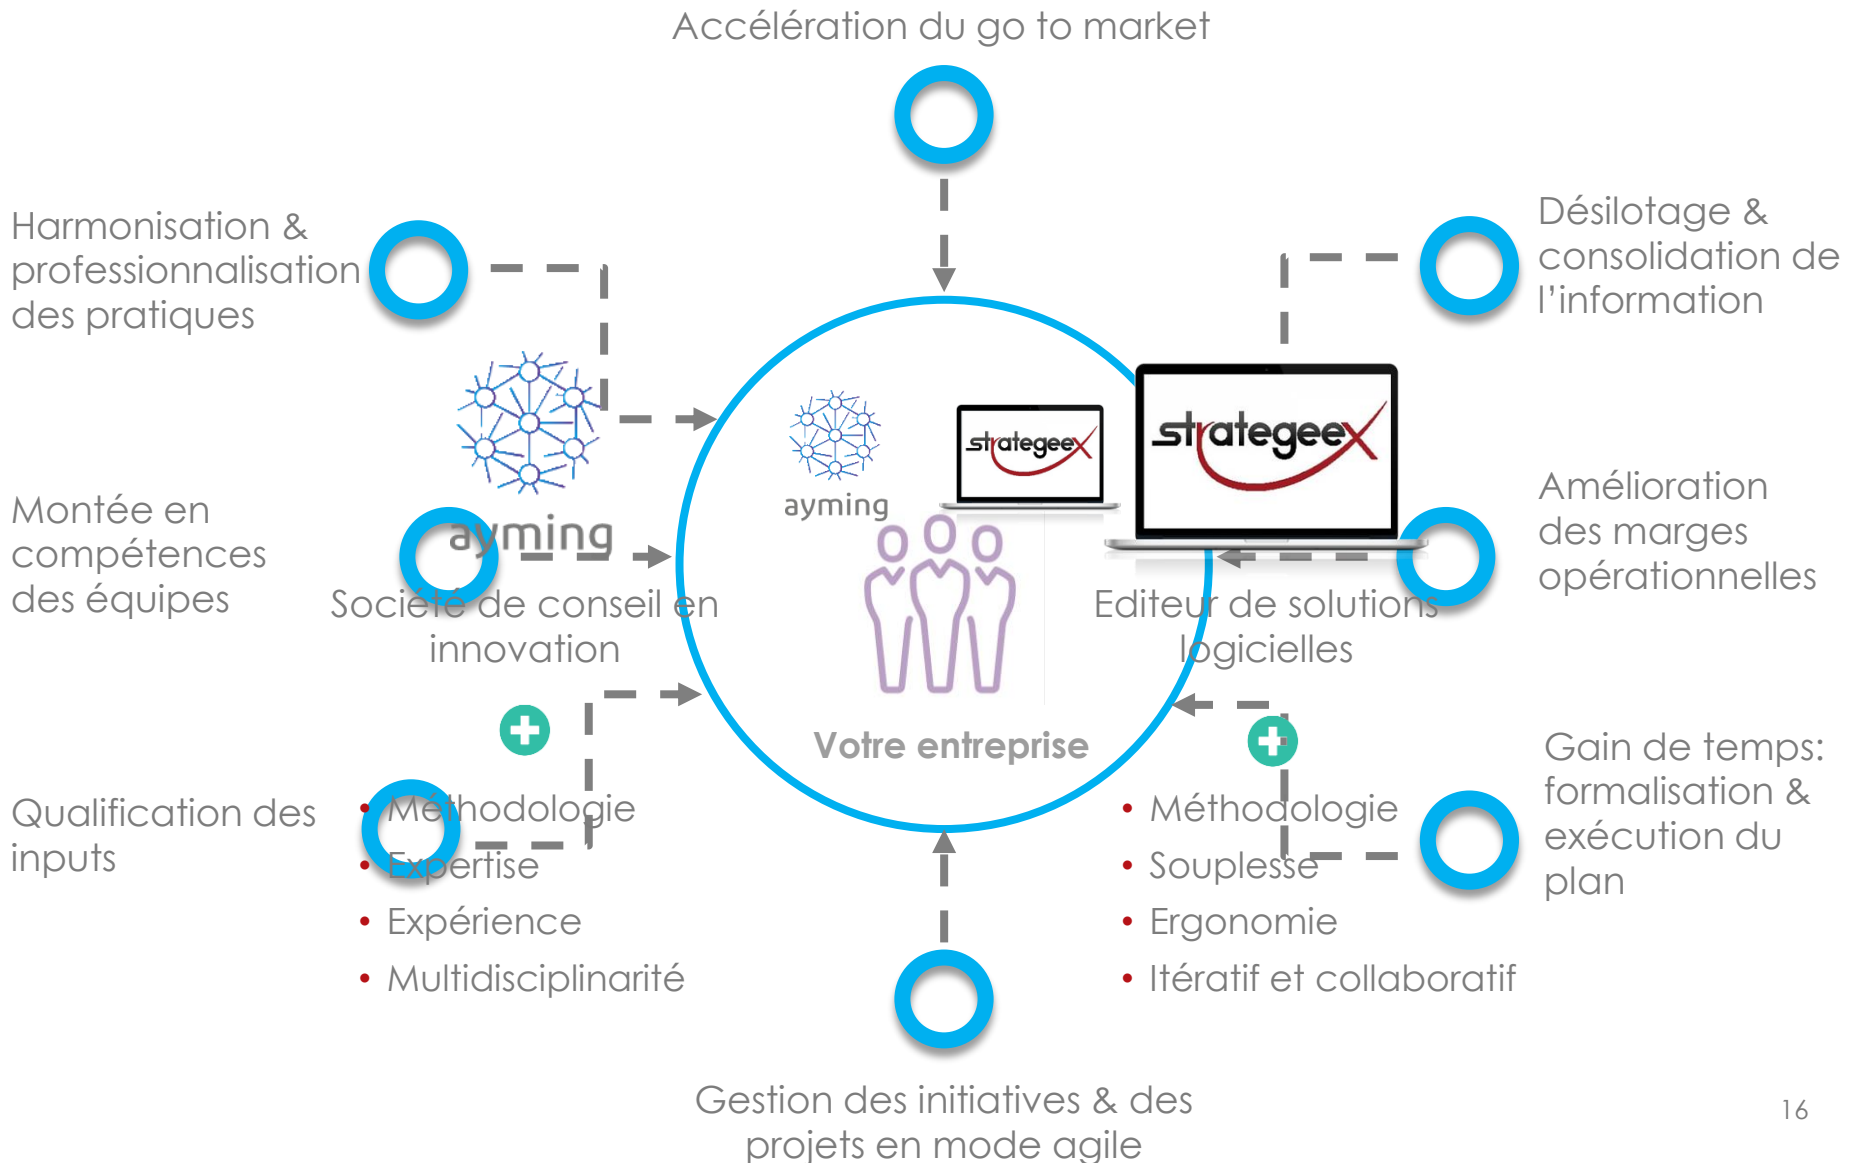 Accélération du go to market
Harmonisation &
professionnalisation
des pratiques
Désilotage &
consolidation de
l’information
strategeex
strategeex
ayming
ayming
Montée en
compétences
des équipes
Amélioration
des marges
opérationnelles
Société de conseil en
innovation
Editeur de solutions
logicielles
Votre entreprise
Qualification des
inputs
Gain de temps:
formalisation &
exécution du
plan
• Méthodologie
• Expertise
• Expérience
• Multidisciplinarité
• Méthodologie
• Souplesse
• Ergonomie
• Itératif et collaboratif
Gestion des initiatives & des
projets en mode agile
16